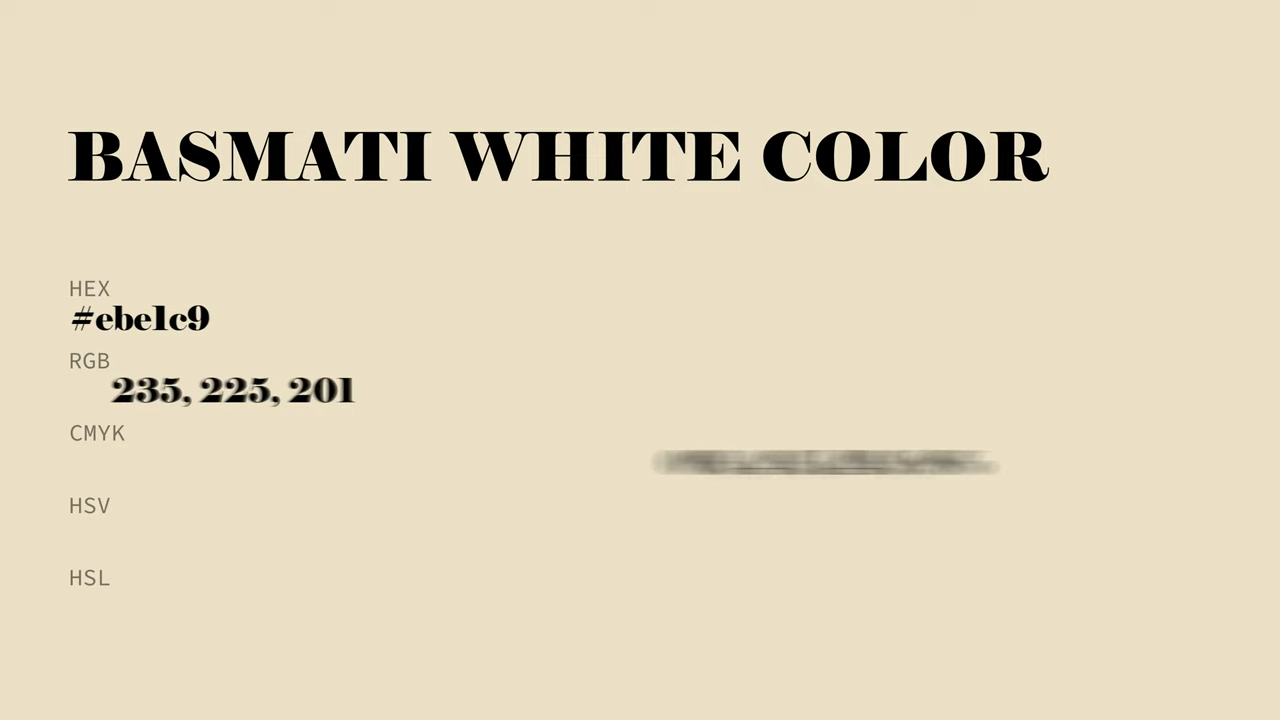 BASMATI WHITE COLOR
HEX
#ebe1c9
RGB
235, 225, 201
CMYK
HSV
HSL